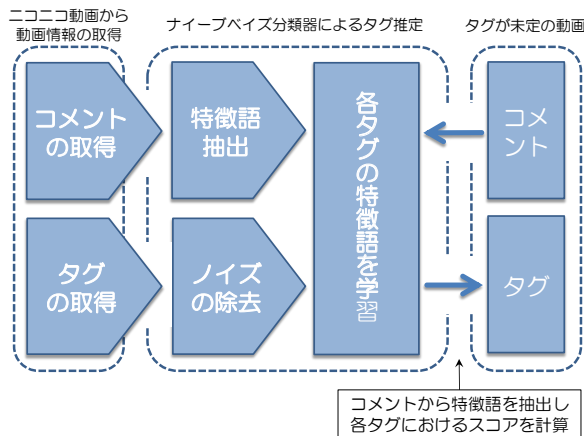 ニコニコ動画から
動画情報の取得
ナイーブベイズ分類器によるタグ推定
タグが未定の動画
コメント
の取得
特徴語
抽出
各タグの特徴語を学習
コメ
ント
タグ
の取得
ノイズ
の除去
タグ
コメントから特徴語を抽出し
各タグにおけるスコアを計算